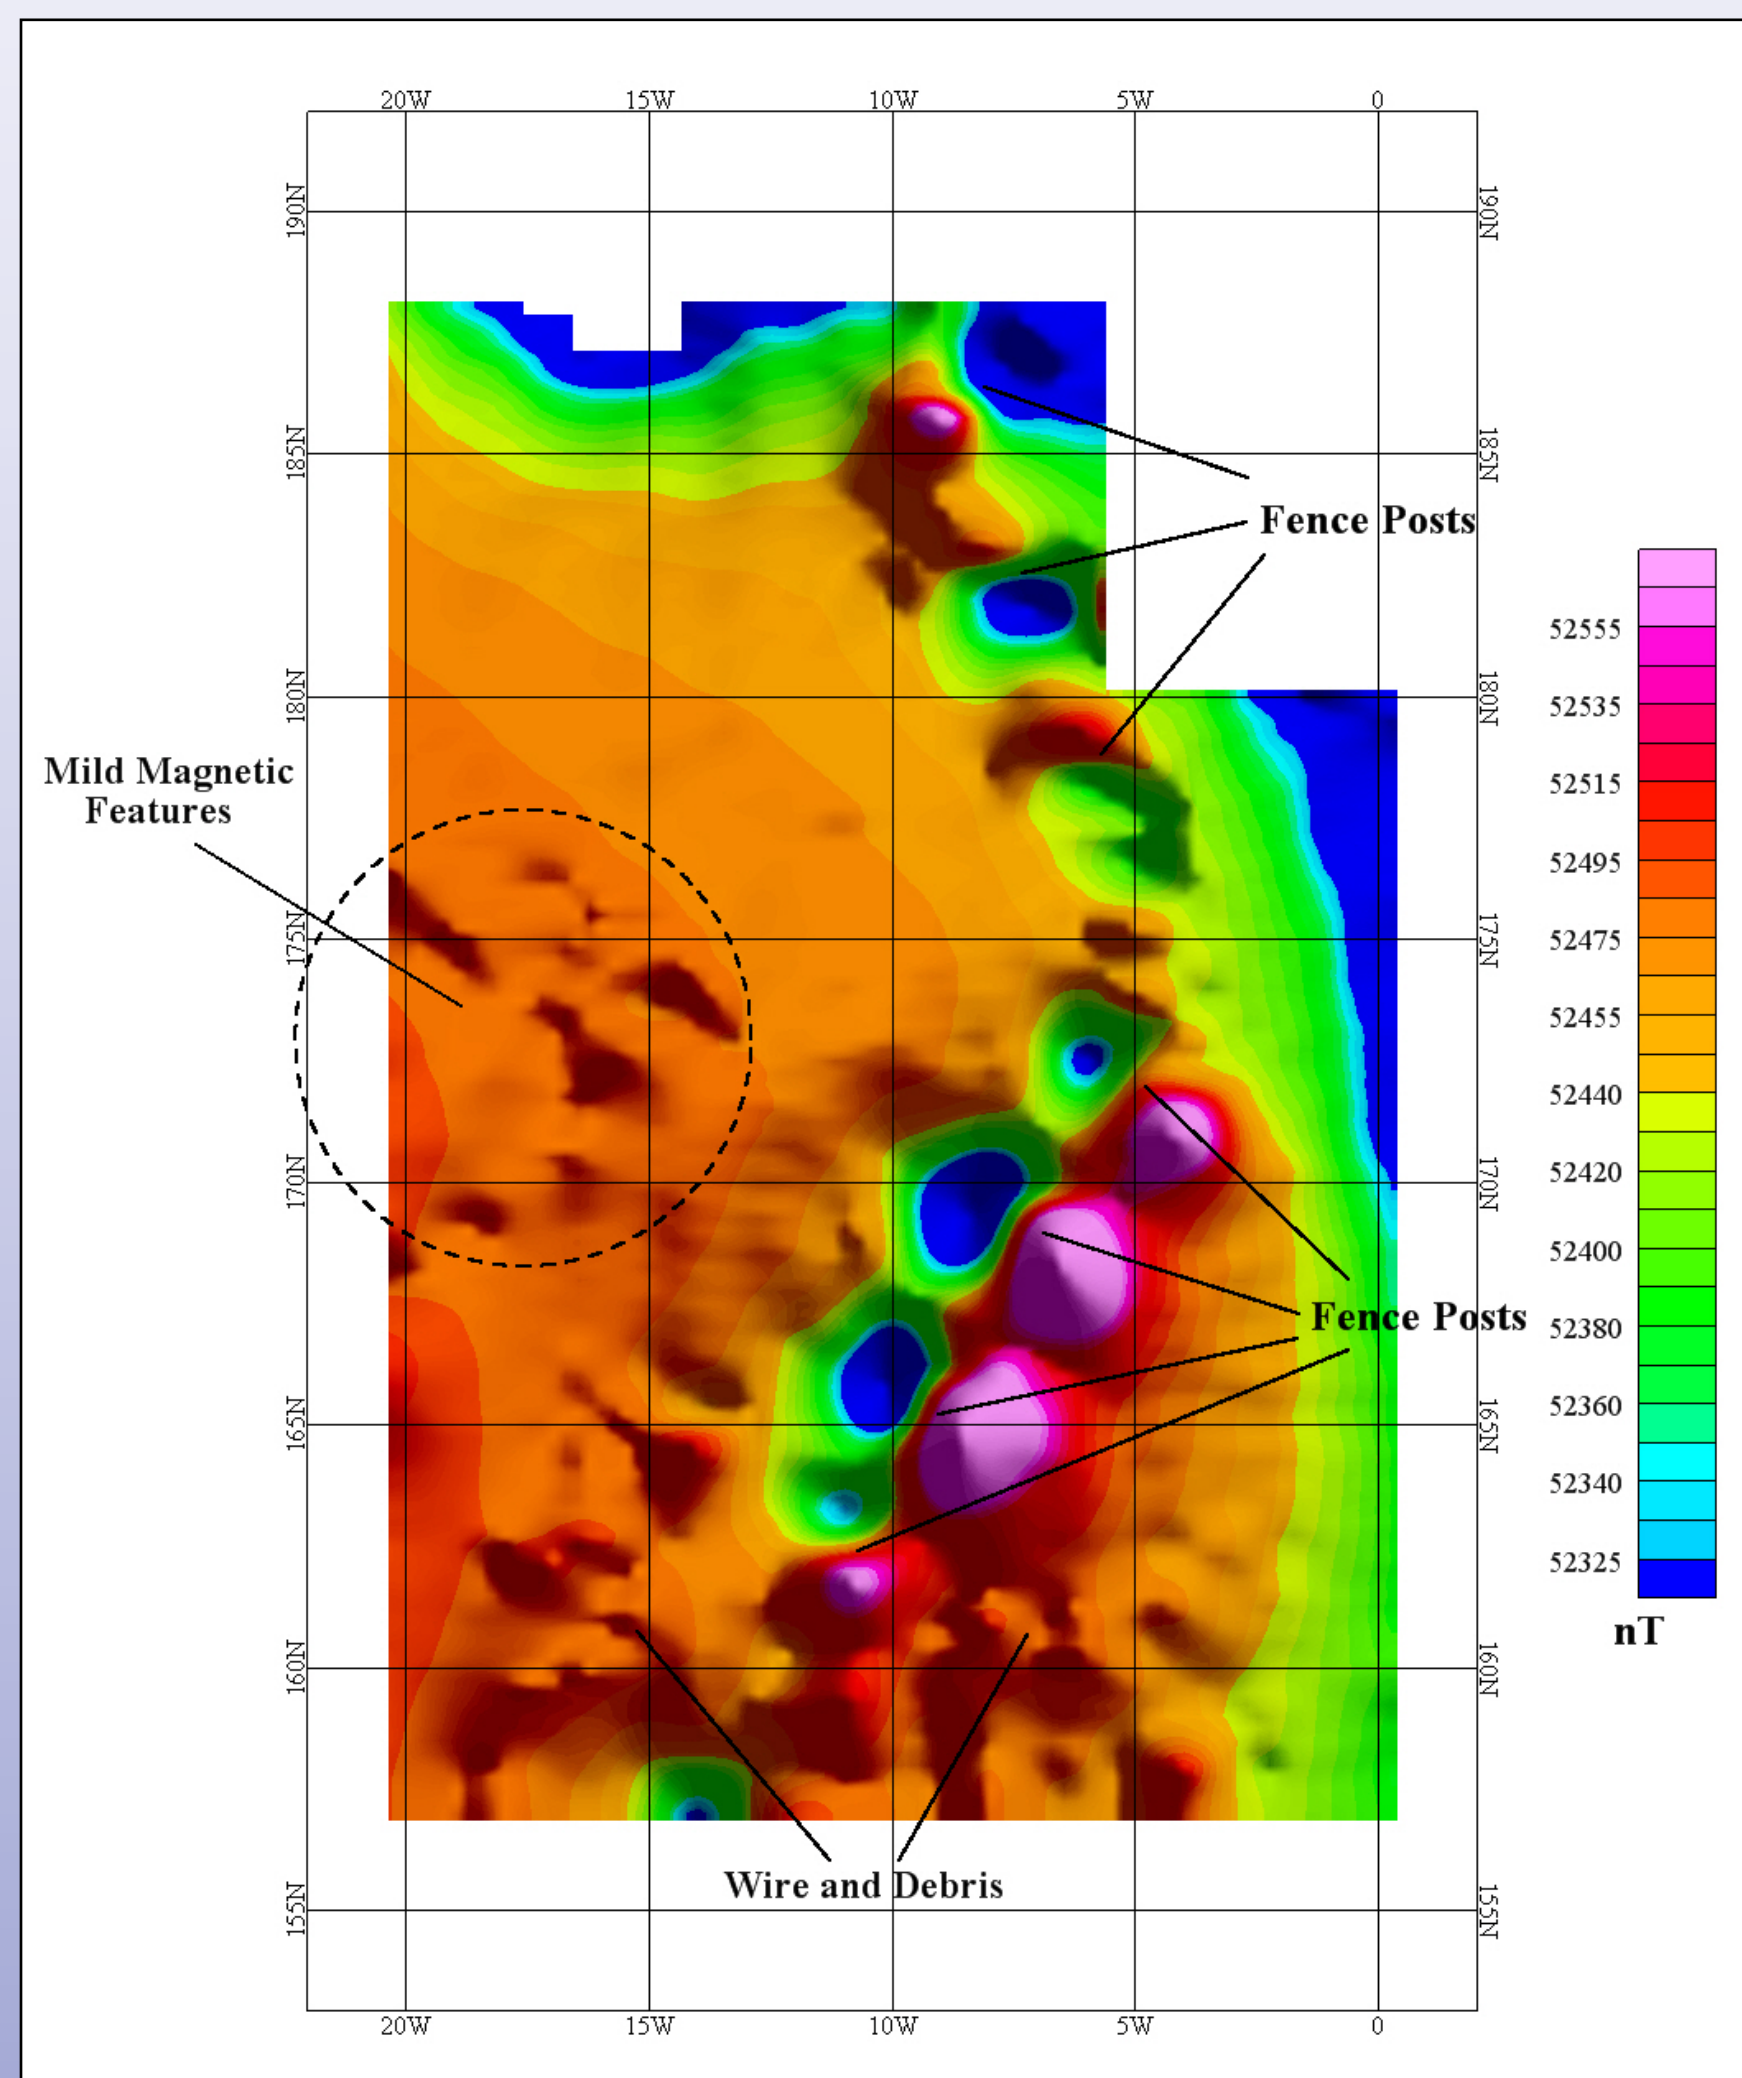 20W 15W 10W 5W 0
190N 190N
185N 185N
Fence Posts
52555
180N 180N
52535
Mild Magnetic
Features
52515
52495
175N 175N
52475
52455
52440
170N 170N
52420
52400
Fence Posts
52380
165N 165N
52360
52340
52325
nT
160N 160N
Wire and Debris
155N 155N
20W 15W 10W 5W 0